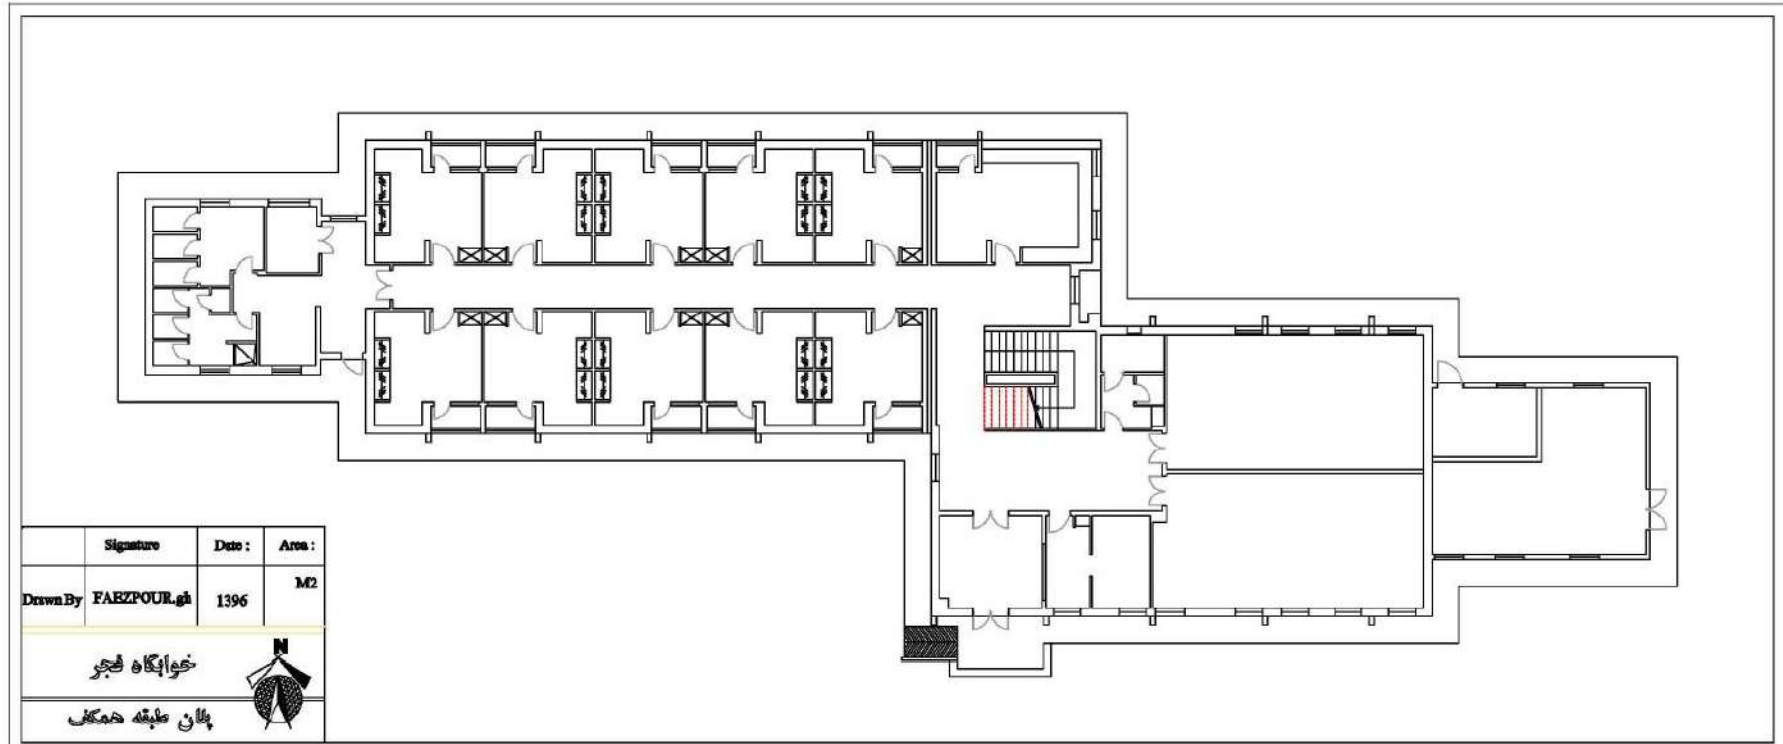 Signature Date : Area :
M2
Drawn By FAEZPOUR.gh 1396
N
خوابگاه فجر
پلان طبقه همکف